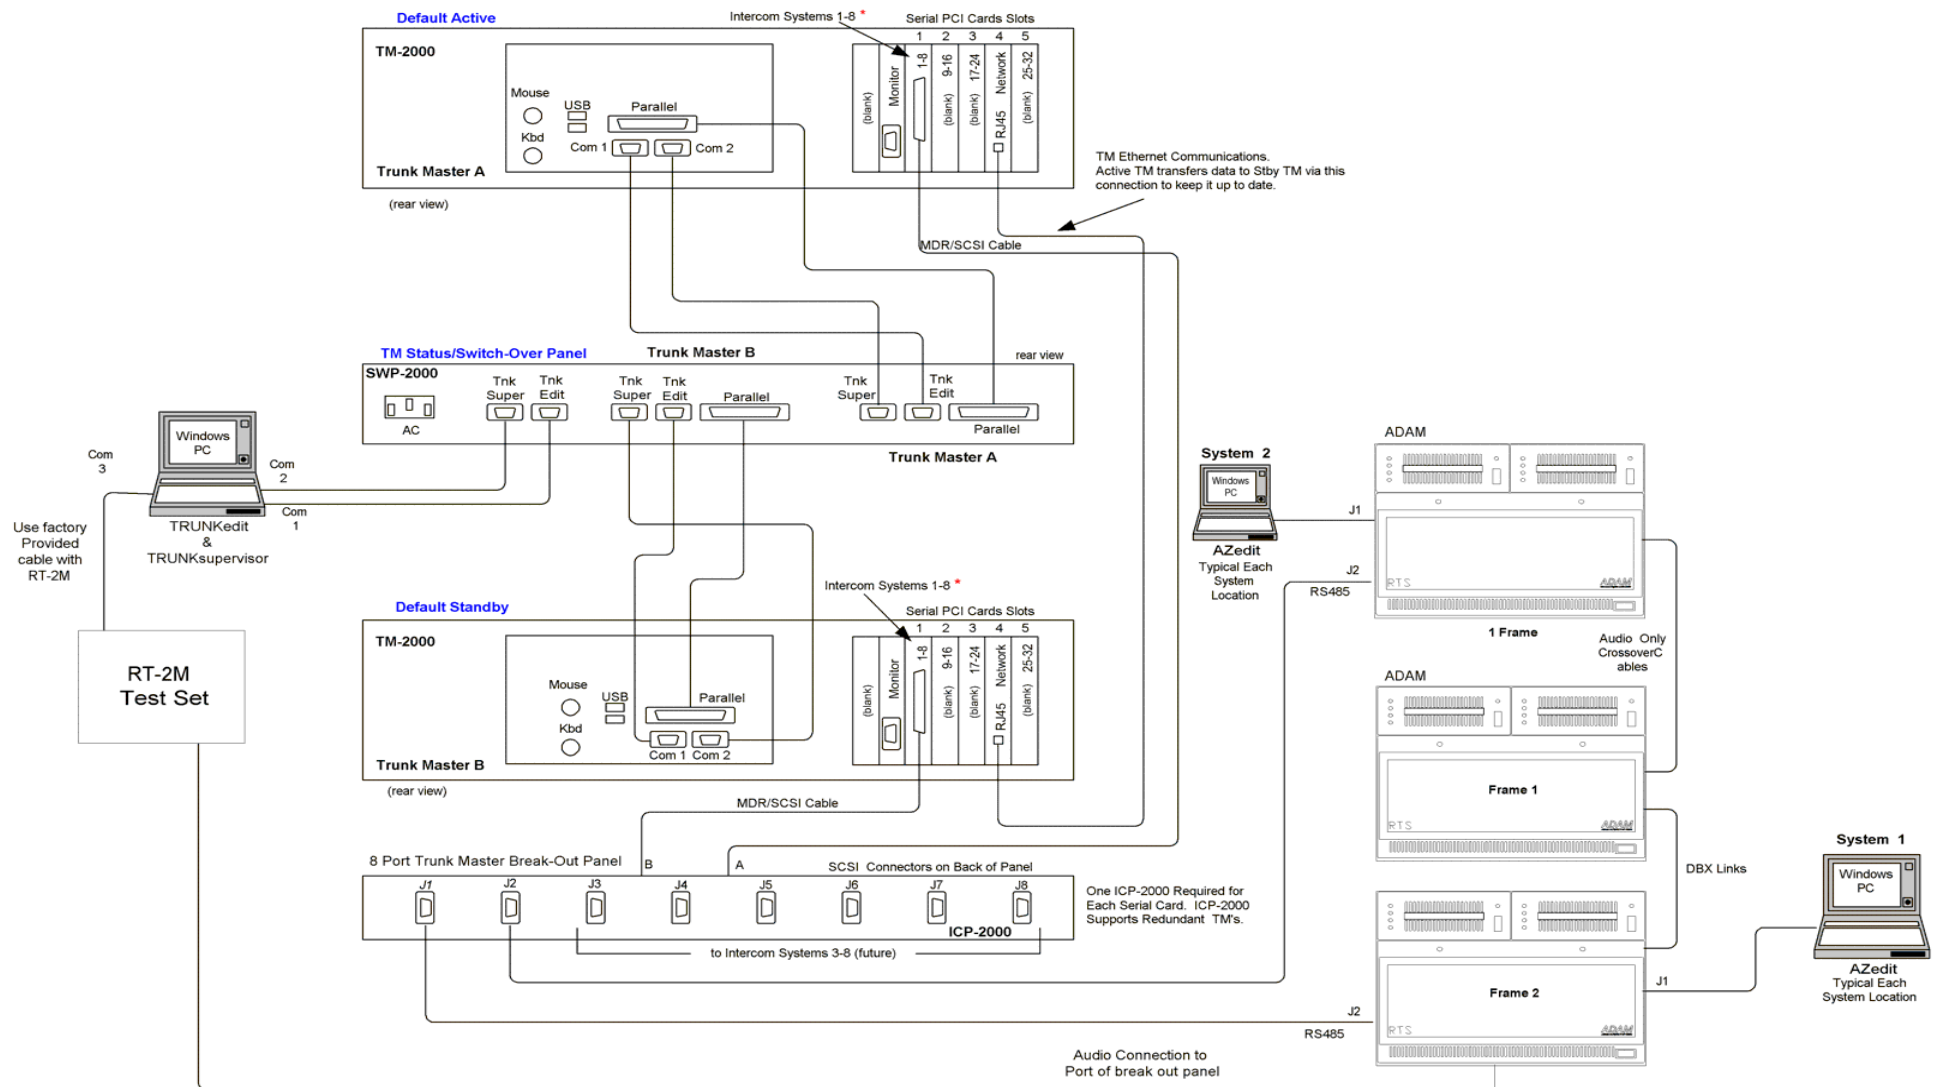 Default Active
Intercom Systems 1-8 *
Serial PCI Cards Slots
TM-2000
1 2 3 4 5
(blank)
Monitor
1-8
(blank) 9-16
(blank) 17-24
RJ45 Network
(blank) 25-32
Mouse
USB
Parallel
Kbd
Com 1
Com 2
Trunk Master A
(rear view)
TM Ethernet Communications.
Active TM transfers data to Stby TM via this
connection to keep it up to date.
MDR/SCSI Cable
TM Status/Switch-Over Panel
Trunk Master B
rear view
SWP-2000
Tnk
Super
Tnk
Edit
Tnk
Super
Tnk
Edit
Parallel
Tnk
Super
Tnk
Edit
Parallel
AC
Trunk Master A
Windows
PC
Com
3
Com
2
Com
1
TRUNKedit
&
TRUNKsupervisor
Use factory
Provided
cable with
RT-2M
RT-2M
Test Set
Intercom Systems 1-8 *
Default Standby
Serial PCI Cards Slots
1 2 3 4 5
TM-2000
(blank)
Monitor
1-8
(blank) 9-16
(blank) 17-24
RJ45 Network
(blank) 25-32
Mouse
USB
Parallel
Kbd
Com 1 Com 2
Trunk Master B
(rear view)
MDR/SCSI Cable
8 Port Trunk Master Break-Out Panel
B
A
SCSI Connectors on Back of Panel
J1 J2 J3 J4 J5 J6 J7 J8
ICP-2000
to Intercom Systems 3-8 (future)
One ICP-2000 Required for
Each Serial Card. ICP-2000
Supports Redundant TM's.
System 2
Windows
PC
AZedit
Typical Each
System
Location
J1
J2
RS485
ADAM
RTS
ADAM
1 Frame
Audio Only
CrossoverC
ables
ADAM
Frame 1
RTS
ADAM
DBX Links
Frame 2
RTS
ADAM
J1
J2
RS485
System 1
Windows
PC
AZedit
Typical Each
System Location
Audio Connection to
Port of break out panel